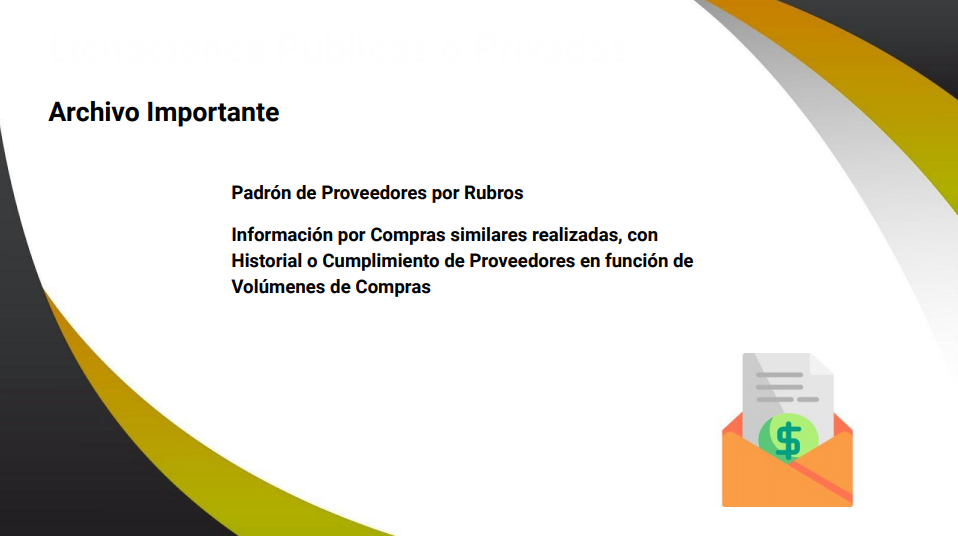 Archivo Importante
Padrón de Proveedores por Rubros
Información por Compras similares realizadas, con
Historial o Cumplimiento de Proveedores en función de
Volúmenes de Compras
$